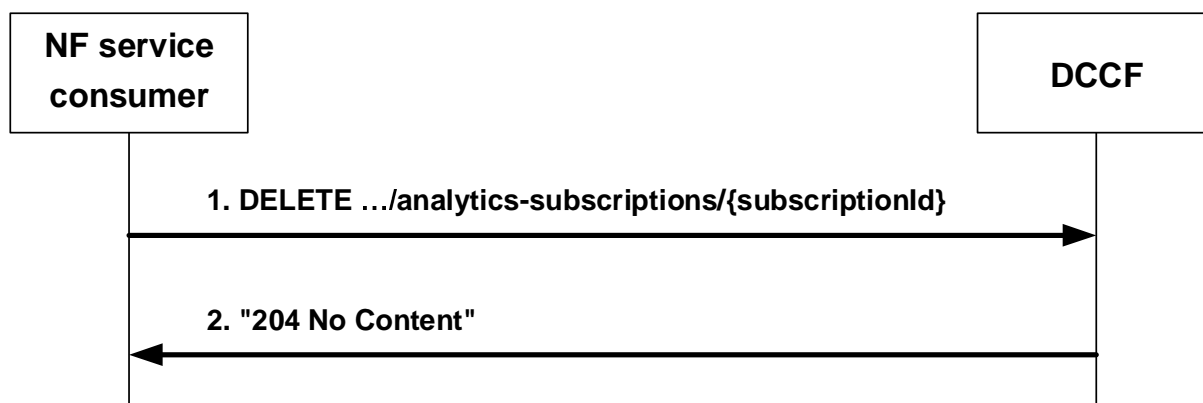 NF service
consumer
DCCF
1. DELETE …/analytics-subscriptions/{subscriptionId}
2. "204 No Content"